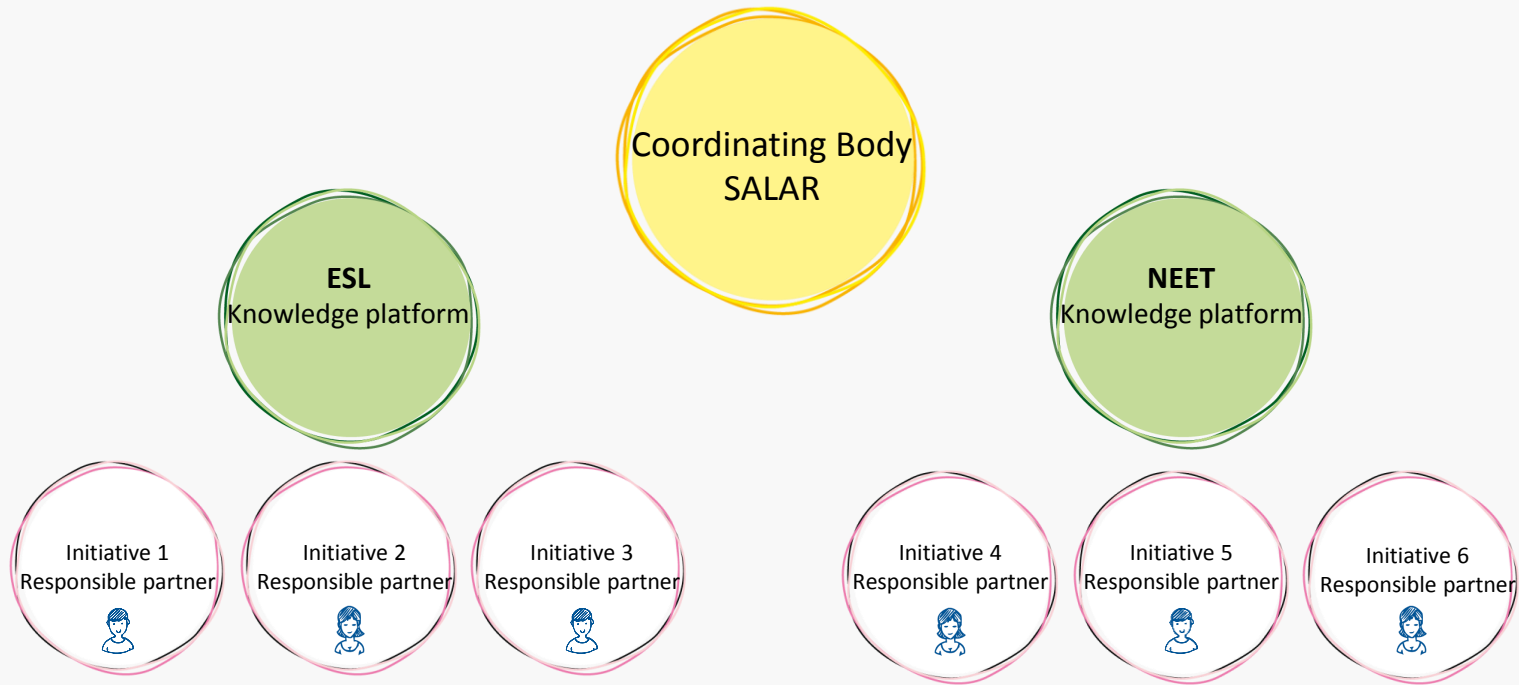 Coordinating Body
SALAR
ESL
Knowledge platform
NEET
Knowledge platform
Initiative 1
Responsible partner
Initiative 2
Responsible partner
Initiative 3
Responsible partner
Initiative 4
Responsible partner
Initiative 5
Responsible partner
Initiative 6
Responsible partner